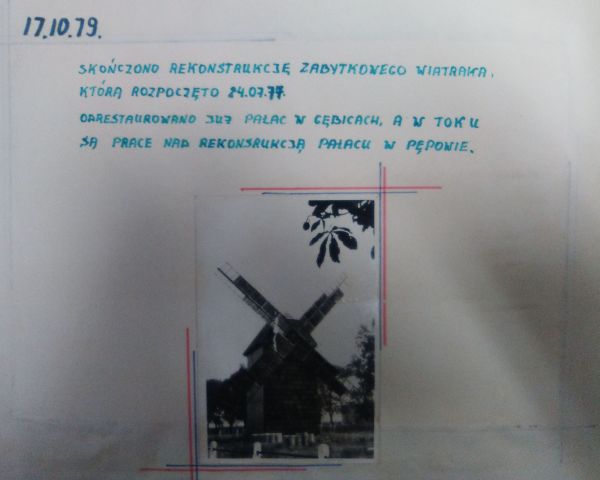 17.10.79.
SKOŃCZONO REKONSTRUKCJĘ ZABYTKOWEGO WIATRAKA,
KTÓRĄ ROZPOCZĘTO 24.07.77.
ODRESTAUROWANO JUŻ PAŁAC W GĘBICACH, A W TOKU
SĄ PRACE NAD REKONSRUKCJĄ PAŁACU W PĘPOWIE.